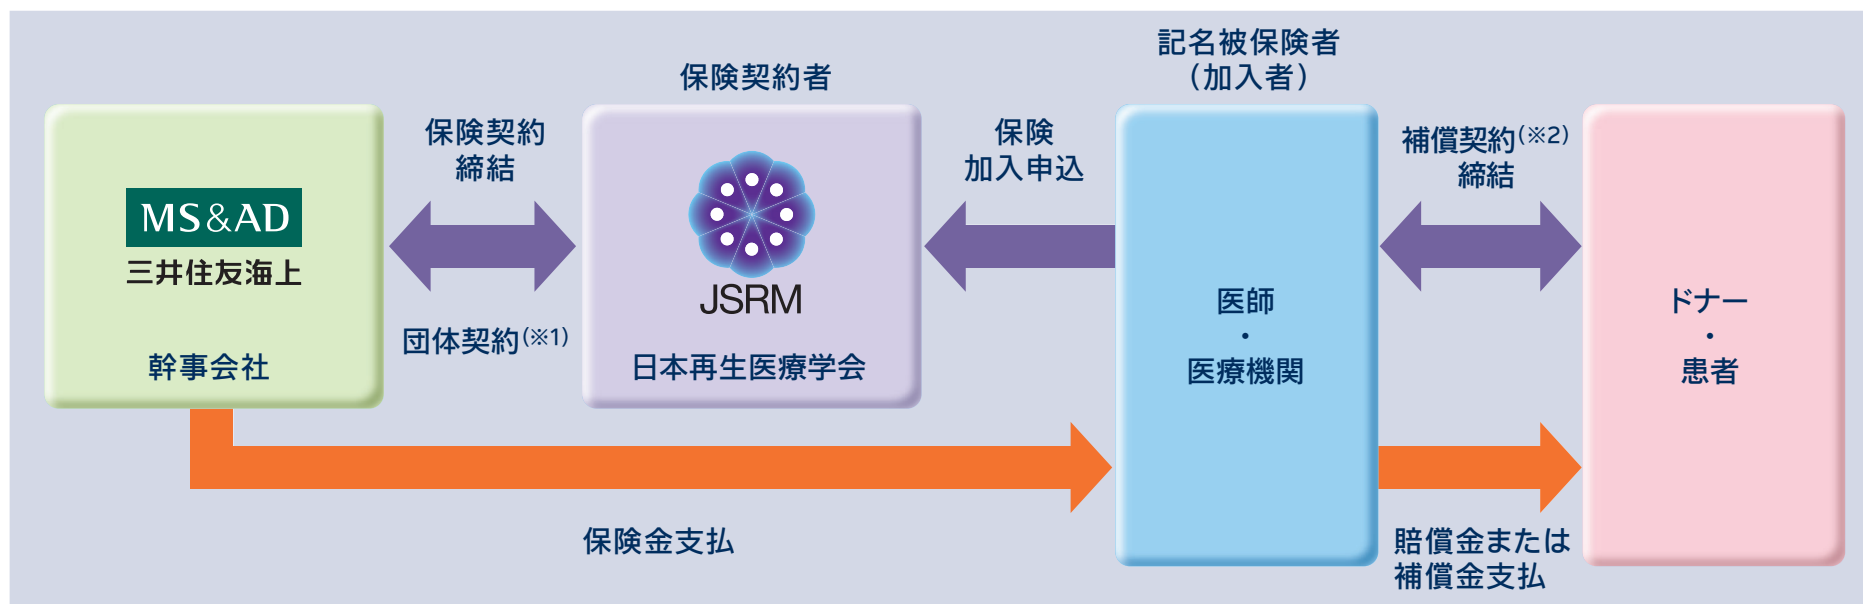 記名被保険者
（加入者）
保険契約者
保険契約
締結
保険
加入申込
補償契約(※2)
締結
MS&AD
三井住友海上
幹事会社
団体契約(※1)
JSRM
日本再生医療学会
医師
・
医療機関
ドナー
・
患者
保険金支払
賠償金または
補償金支払